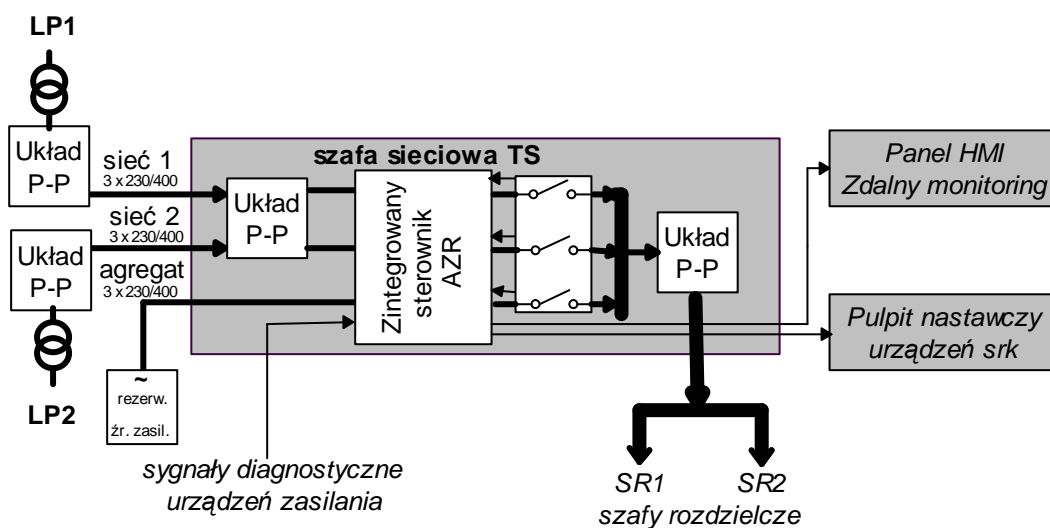 LP1
Układ
P-P
sieć 1
3 x 230/400
szafa sieciowa TS
Układ
P-P
Zintegrowany
sterownik
AZR
Układ
P-P
Panel HMI
Zdalny monitoring
sieć 2
3 x 230/400
Układ
P-P
agregat
3 x 230/400
Pulpit nastawczy
urządzeń srk
LP2
~
rezerw.
źr. zasil.
sygnały diagnostyczne
urządzeń zasilania
SR1
SR2
szafy rozdzielcze